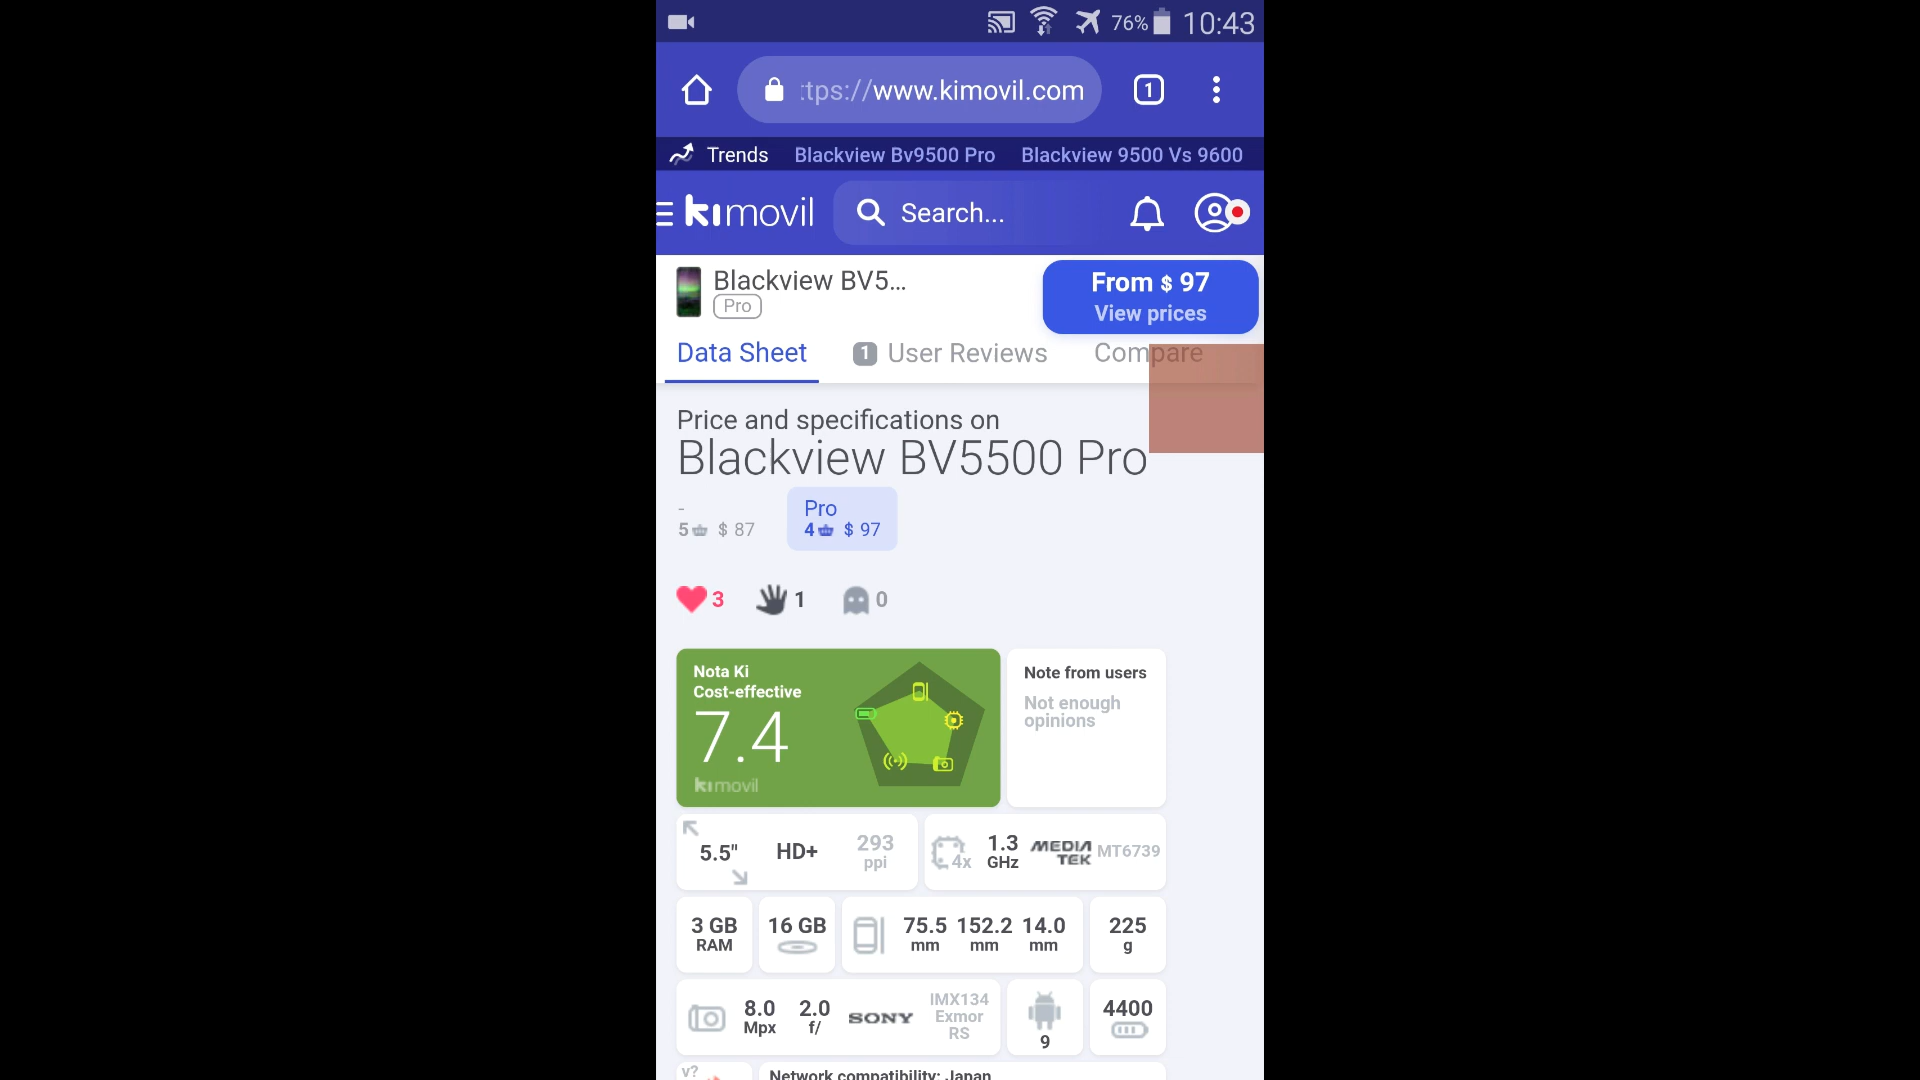 76% 10:43
ttps://www.kimovil.com 1
Trends Blackview Bv9500 Pro Blackview 9500 Vs 9600
kimovil Search...
Blackview BV5...
Pro
From $ 97
View prices
Data Sheet 1 User Reviews Compare
Price and specifications on
Blackview BV5500 Pro
- Pro
5 $ 87 4 $ 97
3 1 0
Nota Ki
Cost-effective
7.4
kimovil
Note from users
Not enough
opinions
5.5" HD+ 293
ppi
4x 1.3
GHz MEDIA
TEK MT6739
3 GB
RAM
16 GB
75.5 152.2 14.0
mm mm mm
225
g
8.0 2.0
Mpx f/
SONY
IMX134
Exmor
RS
9
4400
v?
Network compatibility: Japan